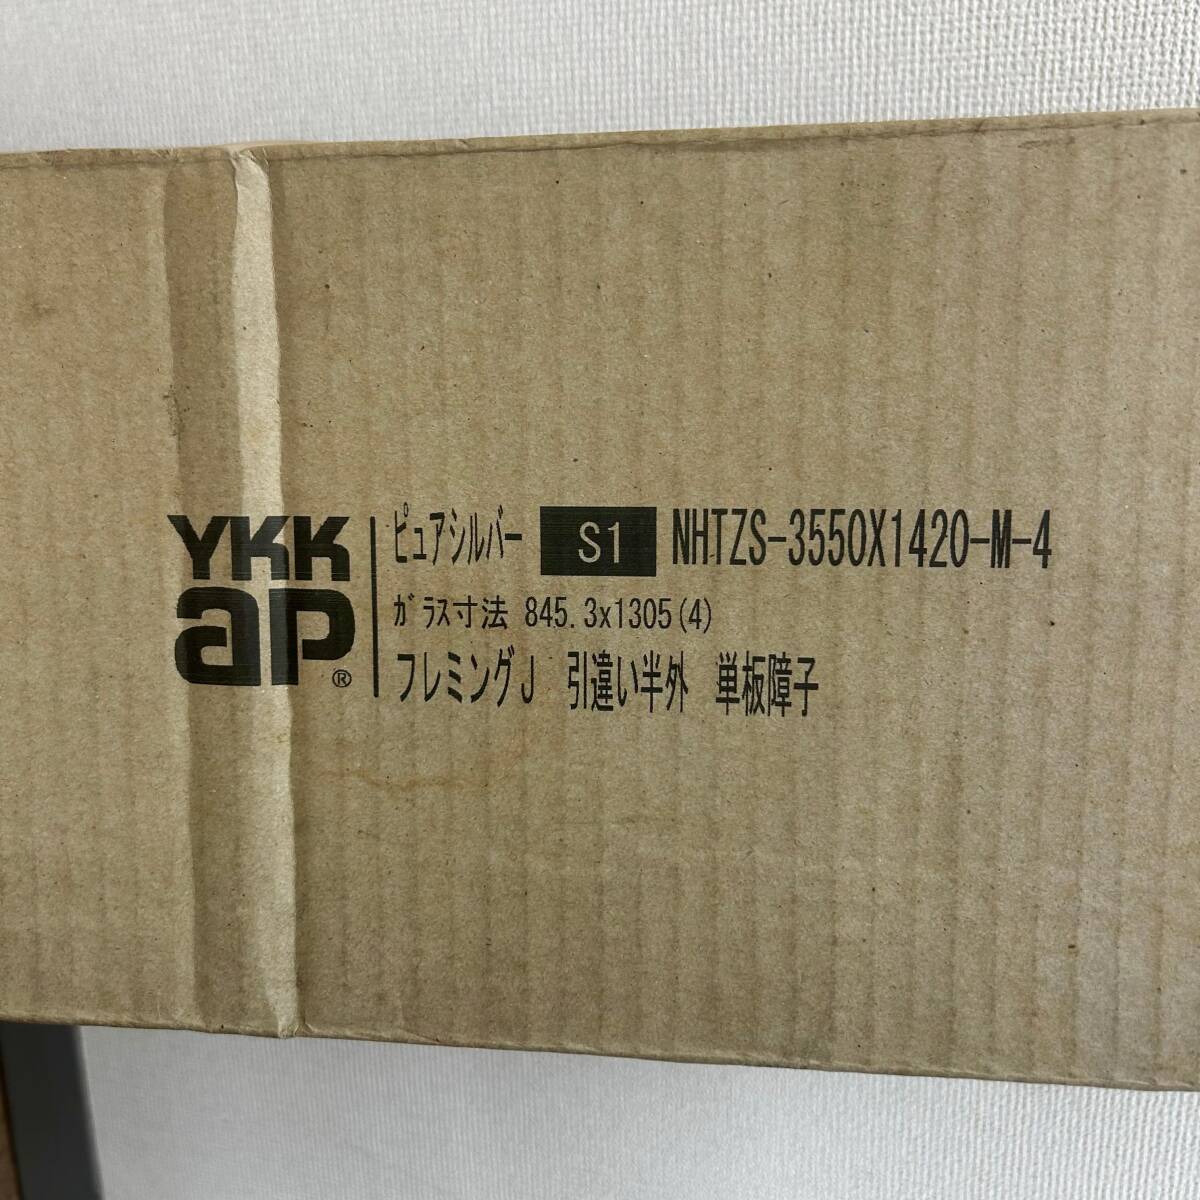 YKK
ap®
ピュアシルバー S1 NHTZS-3550X1420-M-4
ガラス寸法 845.3x1305(4)
フレミングJ 引違い半外 単板障子